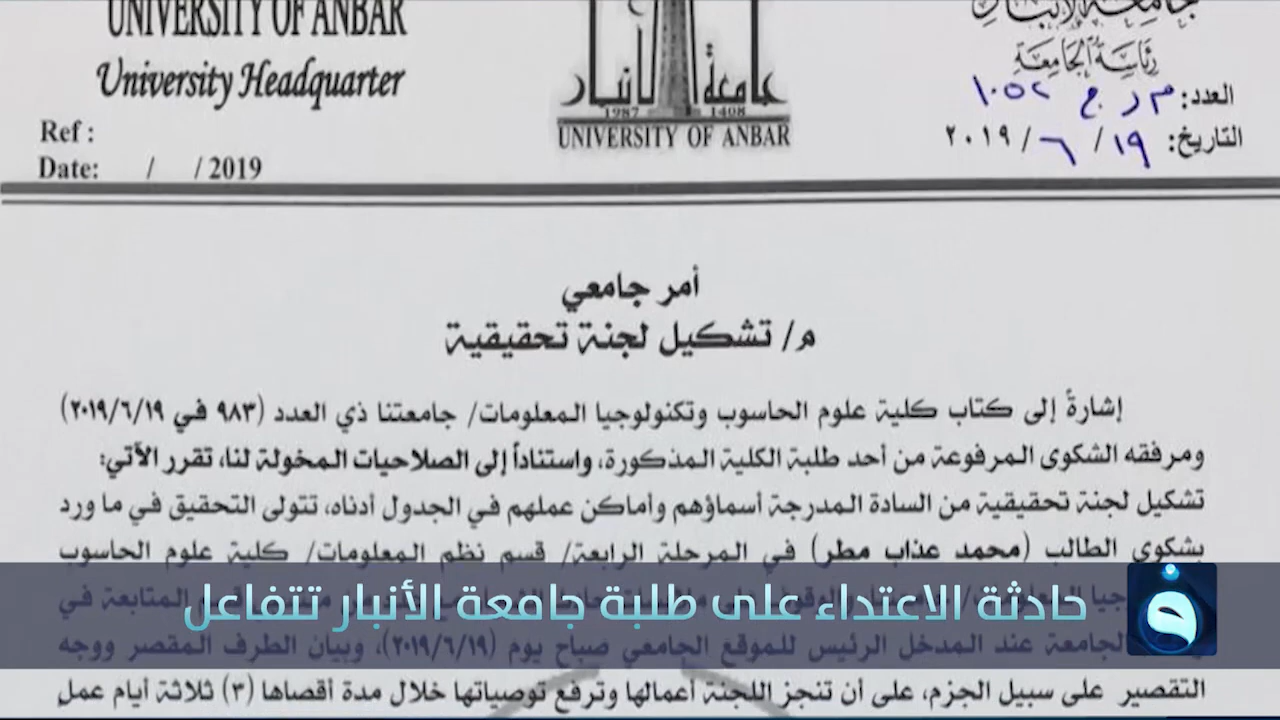 UNIVERSITY OF ANBAR
University Headquarter
Ref :
Date: / / 2019
جامعة الأنبار
1987 1408
UNIVERSITY OF ANBAR
جامعة الأنبار
رئاسة الجامعة
العدد: م ر ج ١٠٥٢
التاريخ: ١٩ / ٦ / ٢٠١٩
أمر جامعي
م/ تشكيل لجنة تحقيقية
إشارةً إلى كتاب كلية علوم الحاسوب وتكنولوجيا المعلومات/ جامعتنا ذي العدد (٩٨٣ في ٢٠١٩/٦/١٩)
ومرفقه الشكوى المرفوعة من أحد طلبة الكلية المذكورة، واستناداً إلى الصلاحيات المخولة لنا، تقرر الآتي:
تشكيل لجنة تحقيقية من السادة المدرجة أسماؤهم وأماكن عملهم في الجدول أدناه، تتولى التحقيق في ما ورد
بشكوى الطالب (محمد عذاب مطر) في المرحلة الرابعة/ قسم نظم المعلومات/ كلية علوم الحاسوب
المتابعة في
حادثة الاعتداء على طلبة جامعة الأنبار تتفاعل
الجامعة عند المدخل الرئيس للموقع الجامعي صباح يوم (٢٠١٩/٦/١٩)، وبيان الطرف المقصر ووجه
التقصير على سبيل الجزم، على أن تنجز اللجنة أعمالها وترفع توصياتها خلال مدة أقصاها (٣) ثلاثة أيام عمل